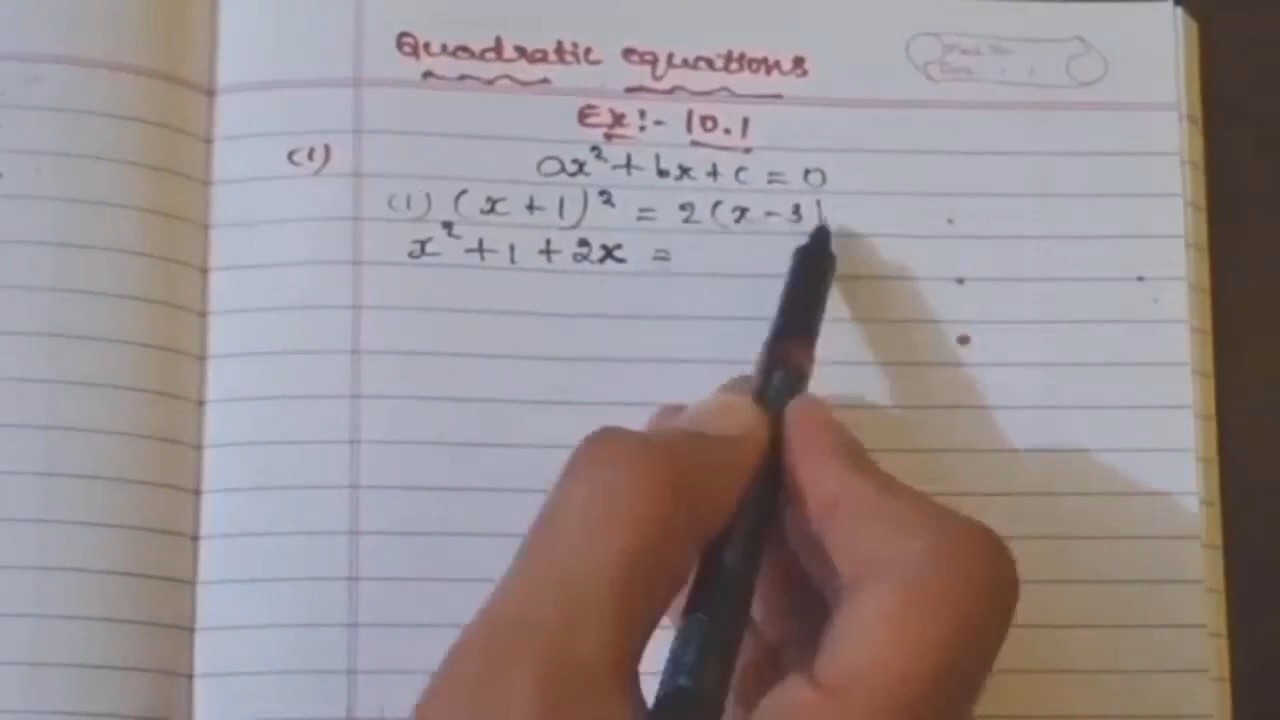 Quadratic equations
Ex:- 10.1
(1) ax² + bx + c = 0
(1) (x + 1)² = 2(x - 3)
x² + 1 + 2x =